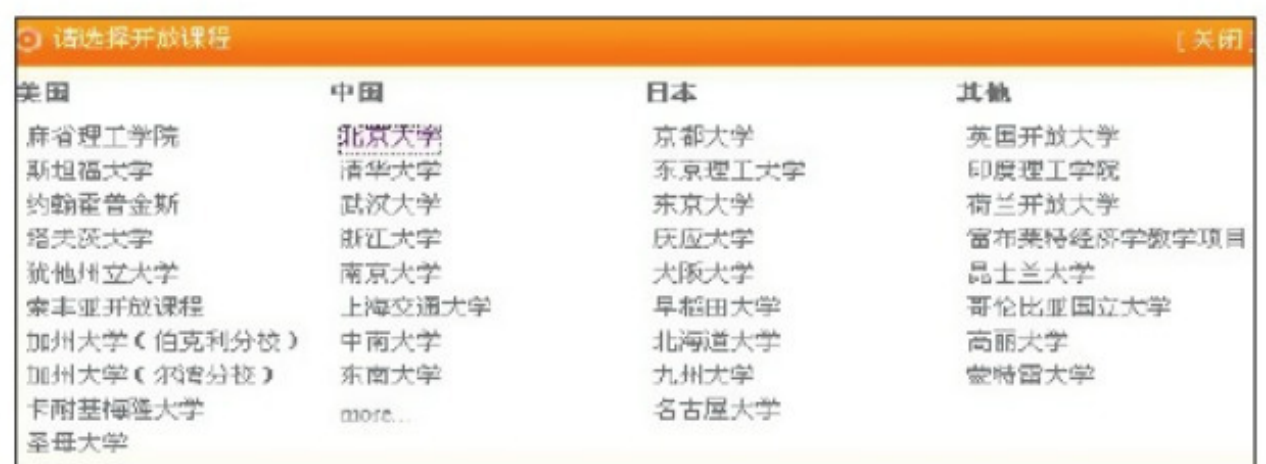 请选择开放课程
[关闭]
美国
麻省理工学院
斯坦福大学
约翰霍普金斯
塔夫茨大学
犹他州立大学
索丰亚开放课程
加州大学(伯克利分校)
加州大学(尔湾分校)
卡耐基梅隆大学
圣母大学
中国
北京大学
清华大学
武汉大学
浙江大学
南京大学
上海交通大学
中南大学
东南大学
more...
日本
京都大学
东京理工大学
东京大学
庆应大学
大阪大学
早稻田大学
北海道大学
九州大学
名古屋大学
其他
英国开放大学
印度理工学院
荷兰开放大学
富布莱特经济学教学项目
昆士兰大学
哥伦比亚国立大学
高丽大学
蒙特雷大学